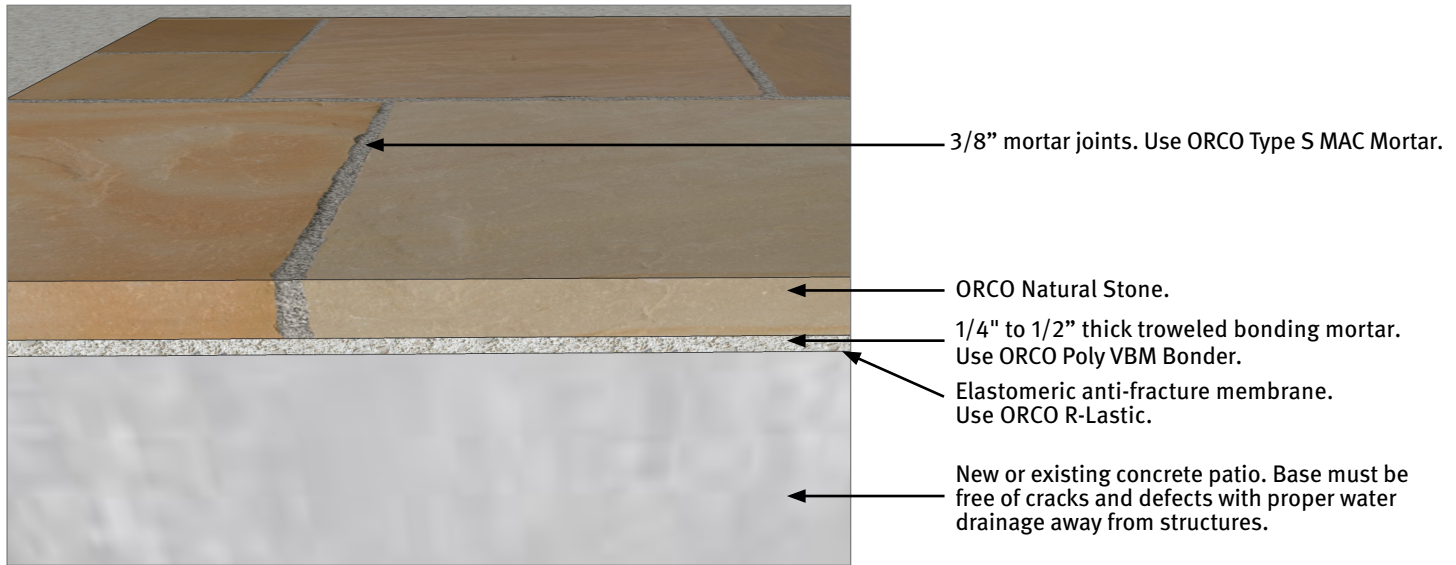 3/8” mortar joints. Use ORCO Type S MAC Mortar.
ORCO Natural Stone.
1/4" to 1/2” thick troweled bonding mortar.
Use ORCO Poly VBM Bonder.
Elastomeric anti-fracture membrane.
Use ORCO R-Lastic.
New or existing concrete patio. Base must be
free of cracks and defects with proper water
drainage away from structures.